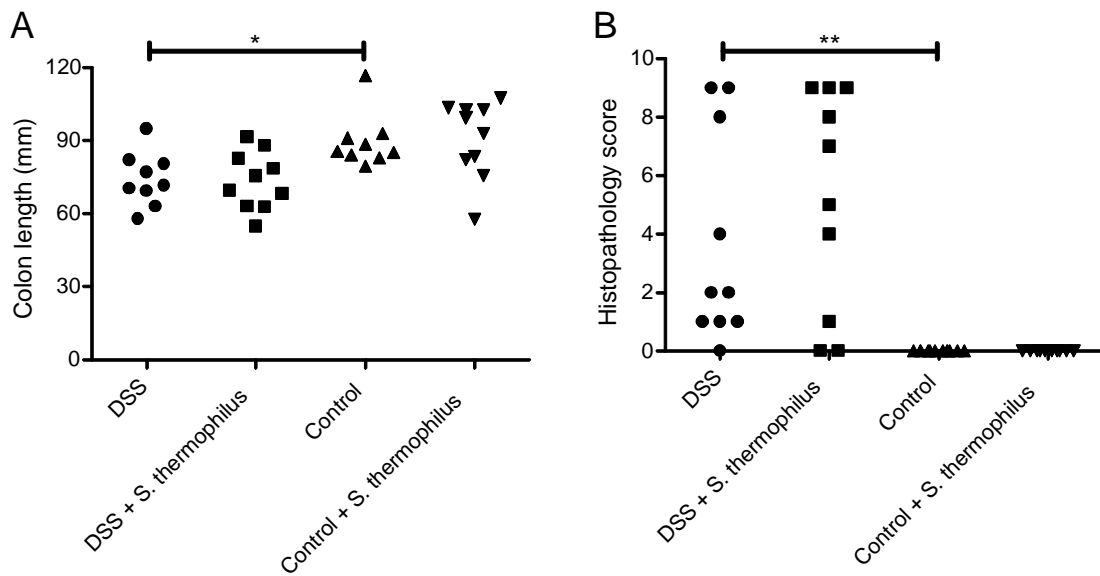 A
*
Colon length (mm)
120
90
60
30
0
DSS
DSS + S. thermophilus
Control
Control + S. thermophilus
B
**
Histopathology score
10
8
6
4
2
0
DSS
DSS + S. thermophilus
Control
Control + S. thermophilus